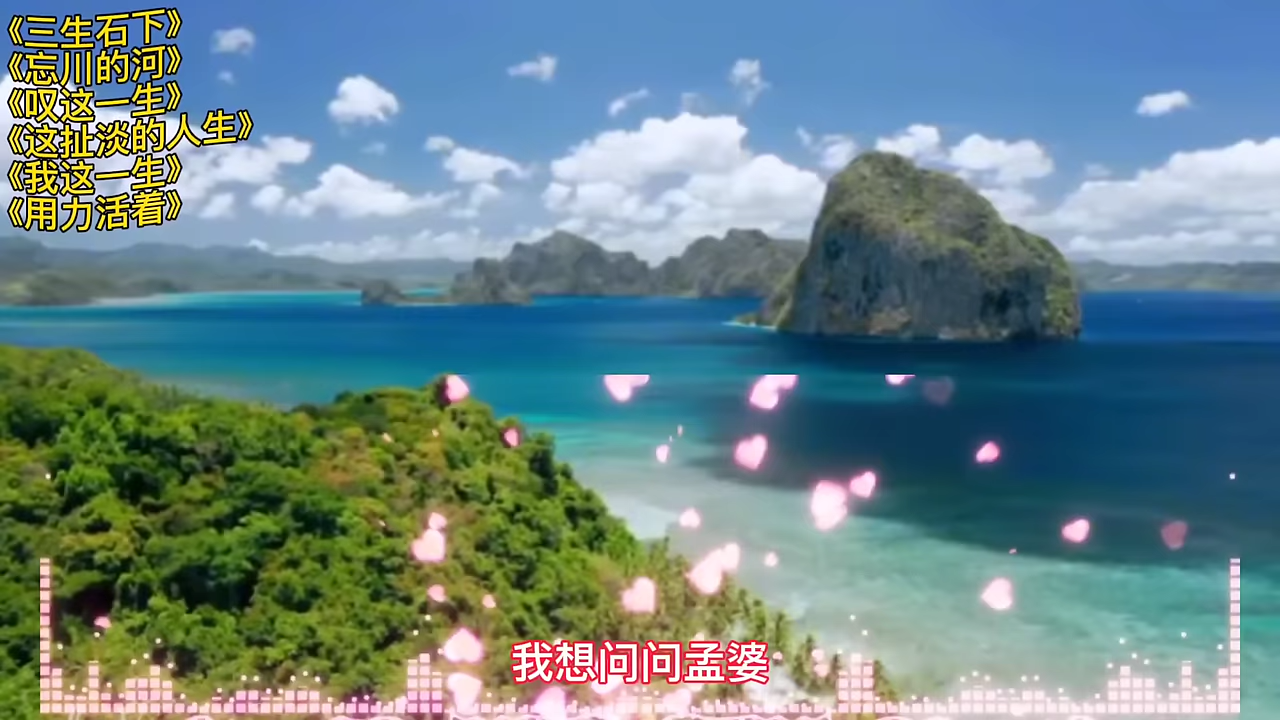 《三生石下》
《忘川的河》
《叹这一生》
《这扯淡的人生》
《我这一生》
《用力活着》
我想问问孟婆